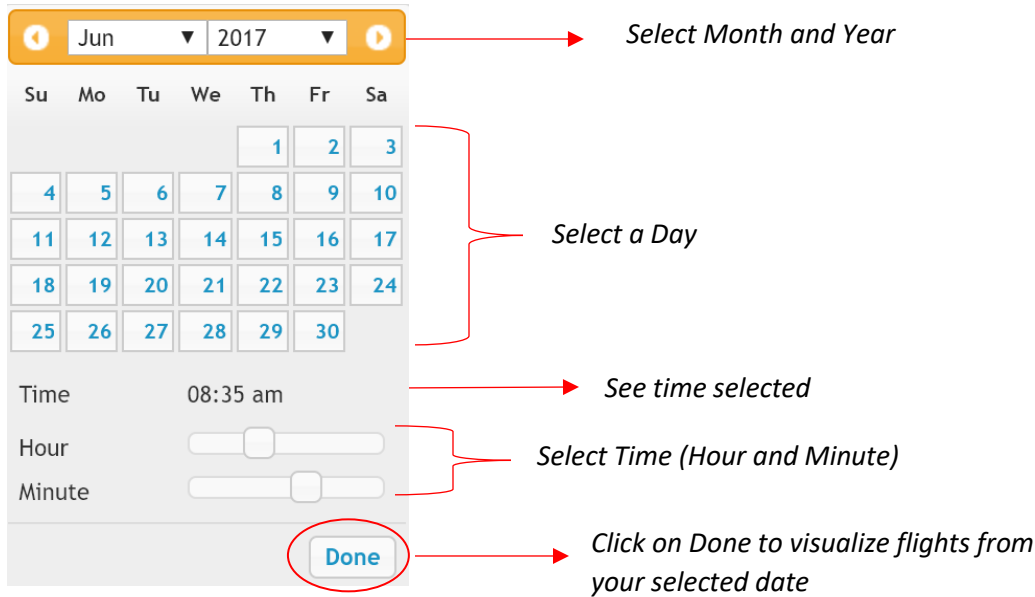 Jun 2017
Select Month and Year
Su Mo Tu We Th Fr Sa
1 2 3
4 5 6 7 8 9 10
11 12 13 14 15 16 17
Select a Day
18 19 20 21 22 23 24
25 26 27 28 29 30
Time 08:35 am
See time selected
Hour
Select Time (Hour and Minute)
Minute
Done
Click on Done to visualize flights from
your selected date